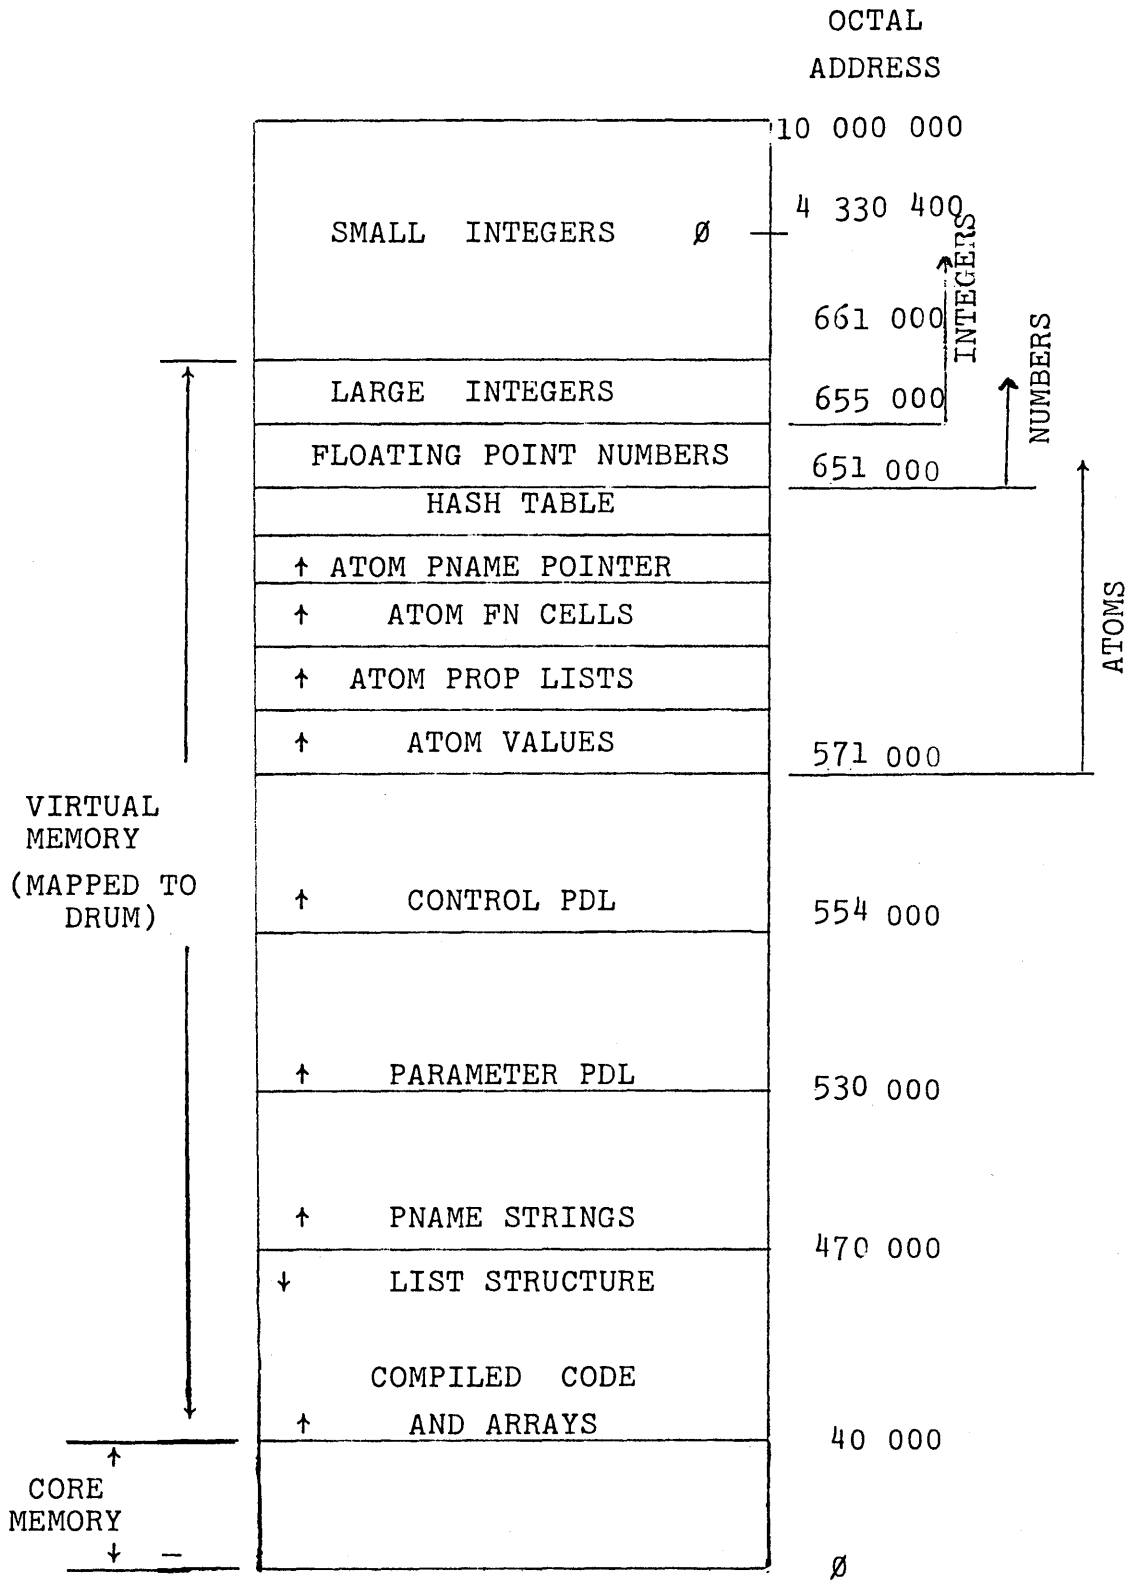 OCTAL
ADDRESS
10 000 000
4 330 400
SMALL INTEGERS Ø
INTEGERS
661 000
NUMBERS
LARGE INTEGERS
655 000
FLOATING POINT NUMBERS
651 000
HASH TABLE
↑ ATOM PNAME POINTER
↑ ATOM FN CELLS
ATOMS
↑ ATOM PROP LISTS
↑ ATOM VALUES
571 000
VIRTUAL
MEMORY
(MAPPED TO
DRUM)
↑ CONTROL PDL
554 000
↑ PARAMETER PDL
530 000
↑ PNAME STRINGS
470 000
↓ LIST STRUCTURE
COMPILED CODE
↑ AND ARRAYS
40 000
CORE
MEMORY
Ø